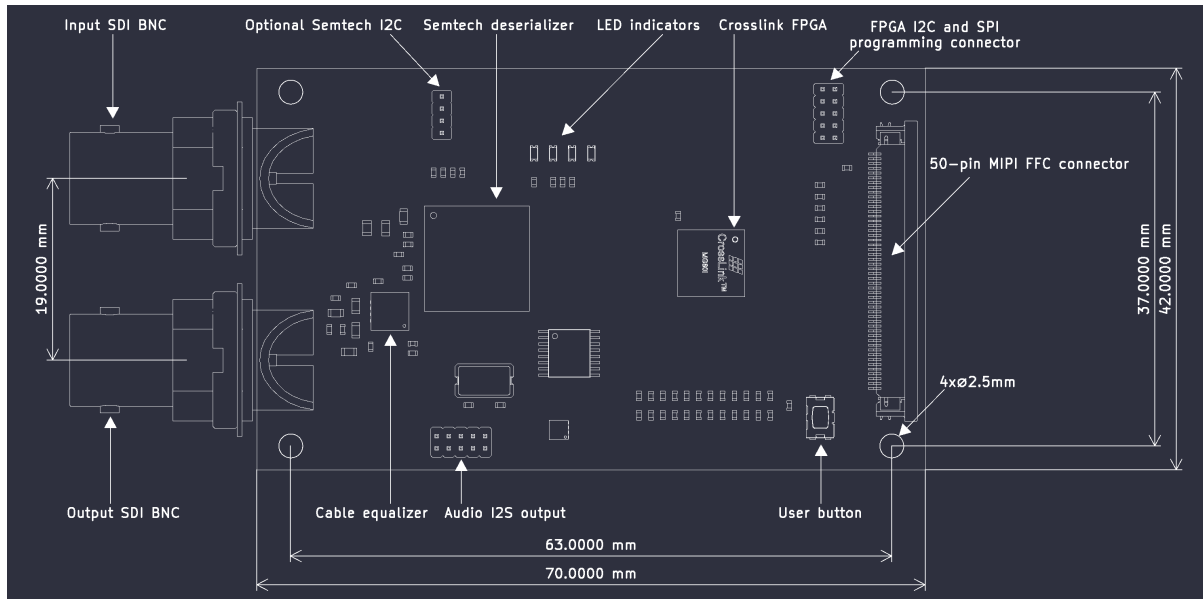 Input SDI BNC
Optional Semtech I2C
Semtech deserializer
LED indicators
Crosslink FPGA
FPGA I2C and SPI
programming connector
50-pin MIPI FFC connector
CrossLink™
19.0000 mm
37.0000 mm
42.0000 mm
4xø2.5mm
Output SDI BNC
Cable equalizer
Audio I2S output
User button
63.0000 mm
70.0000 mm